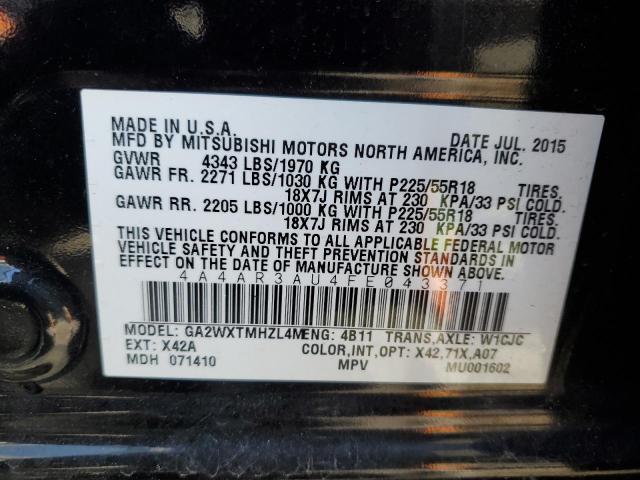 MADE IN U.S.A. DATE JUL. 2015
MFD BY MITSUBISHI MOTORS NORTH AMERICA, INC.
GVWR 4343 LBS/1970 KG
GAWR FR. 2271 LBS/1030 KG WITH P225/55R18 TIRES.
18X7J RIMS AT 230 KPA/33 PSI COLD.
GAWR RR. 2205 LBS/1000 KG WITH P225/55R18 TIRES.
18X7J RIMS AT 230 KPA/33 PSI COLD.
THIS VEHICLE CONFORMS TO ALL APPLICABLE FEDERAL MOTOR
VEHICLE SAFETY AND THEFT PREVENTION STANDARDS IN
EFFECT ON THE DATE OF MANUFACTURE SHOWN ABOVE.
4A4AR3AU4FE043371
MODEL: GA2WXTMHZL4M ENG: 4B11 TRANS,AXLE: W1CJC
EXT: X42A COLOR,INT,OPT: X42,71X,A07
MDH 071410 MPV MU001602